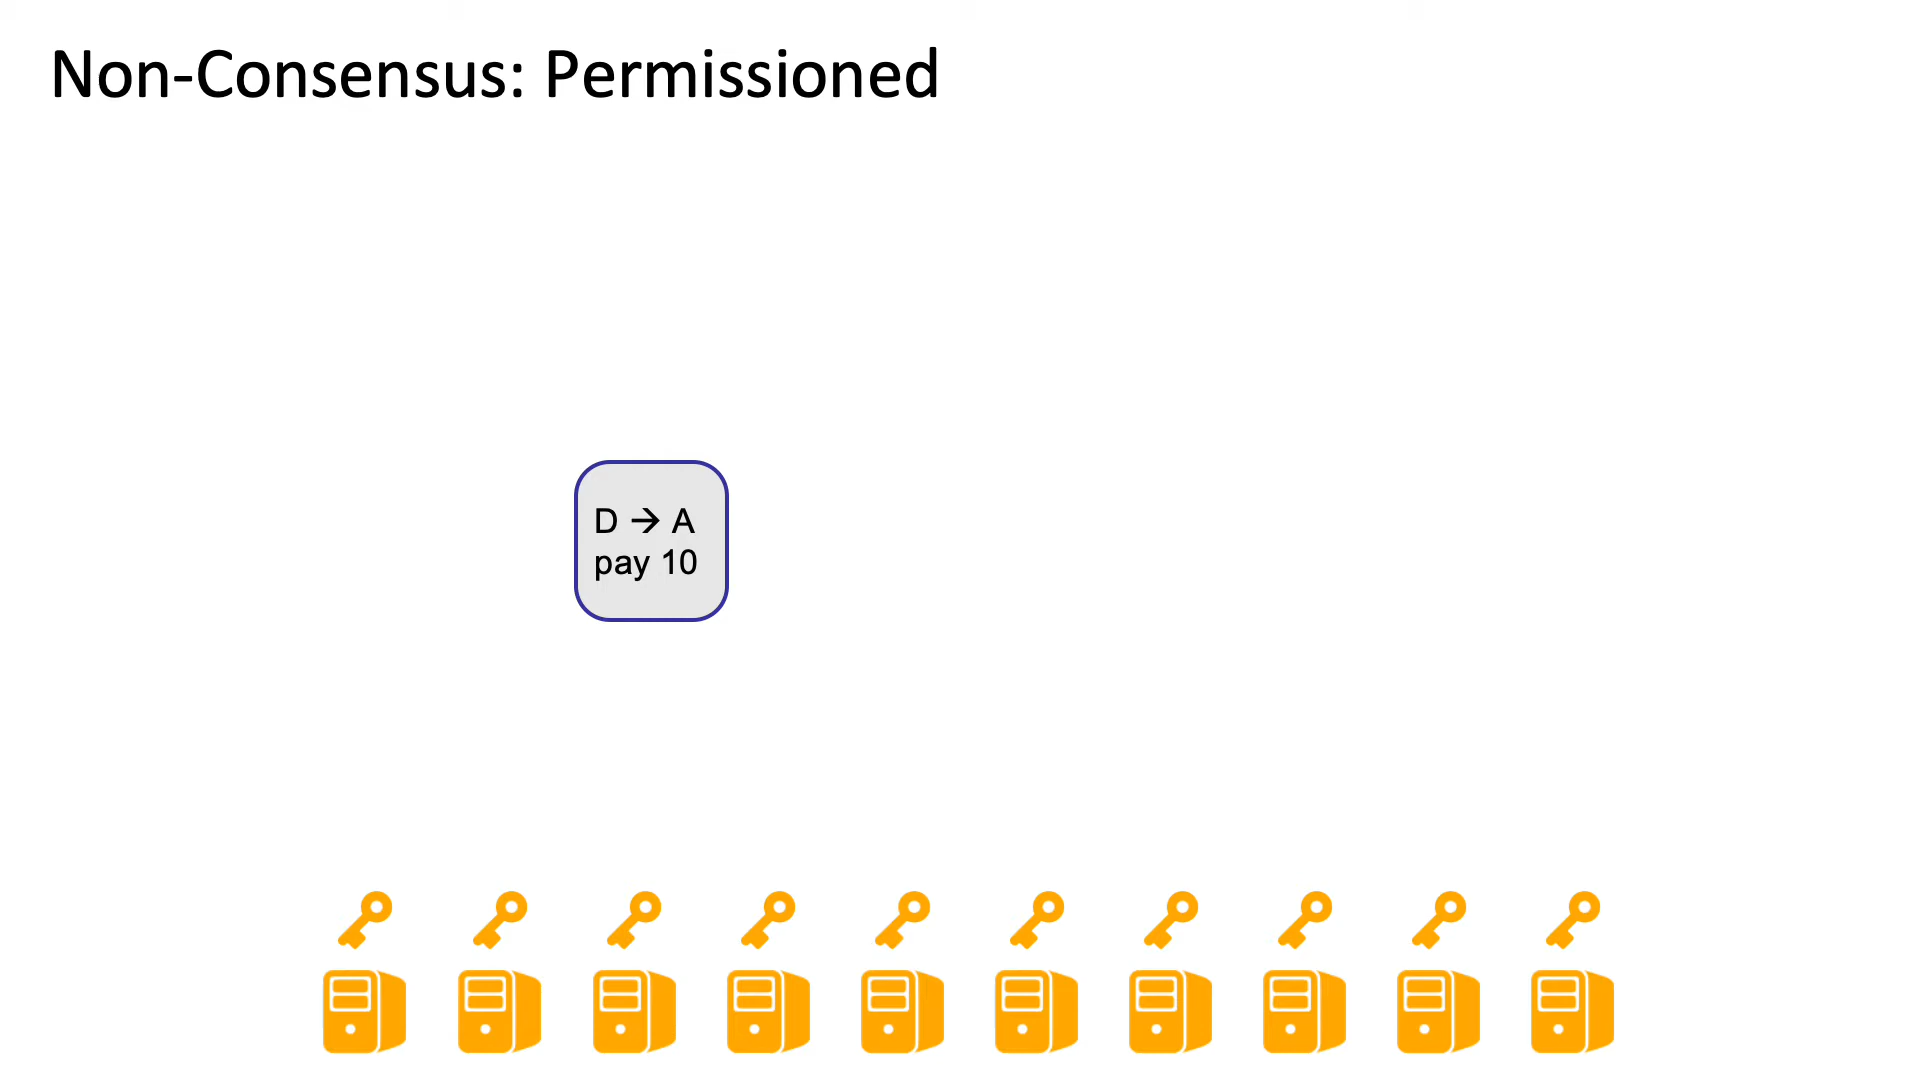 Non-Consensus: Permissioned
D → A
pay 10